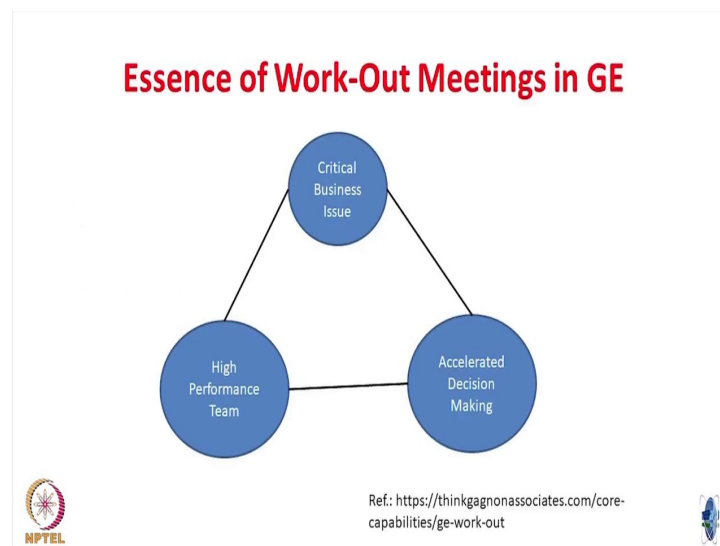 Essence of Work-Out Meetings in GE
Critical
Business
Issue
High
Performance
Team
Accelerated
Decision
Making
Ref.: https://thinkgagnonassociates.com/core-
capabilities/ge-work-out
NPTEL